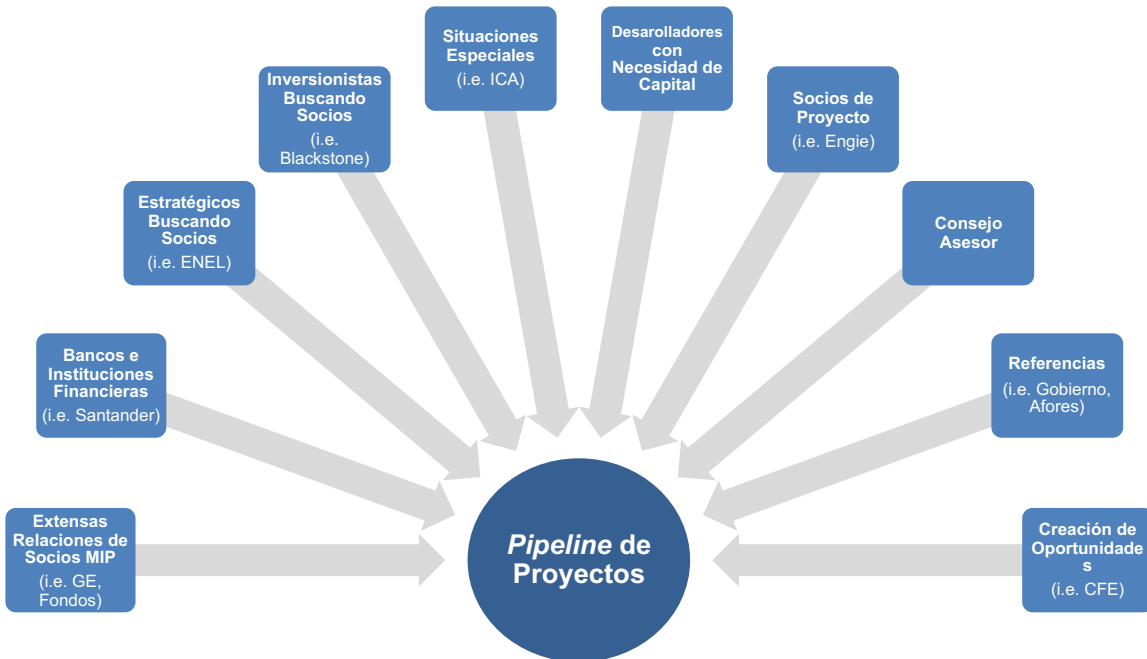 Situaciones
Especiales
(i.e. ICA)
Desarolladores
con
Necesidad de
Capital
Inversionistas
Buscando
Socios
(i.e.
Blackstone)
Socios de
Proyecto
(i.e. Engie)
Estratégicos
Buscando
Socios
(i.e. ENEL)
Consejo
Asesor
Bancos e
Instituciones
Financieras
(i.e. Santander)
Referencias
(i.e. Gobierno,
Afores)
Extensas
Relaciones de
Socios MIP
(i.e. GE,
Fondos)
Pipeline de
Proyectos
Creación de
Oportunidade
s
(i.e. CFE)